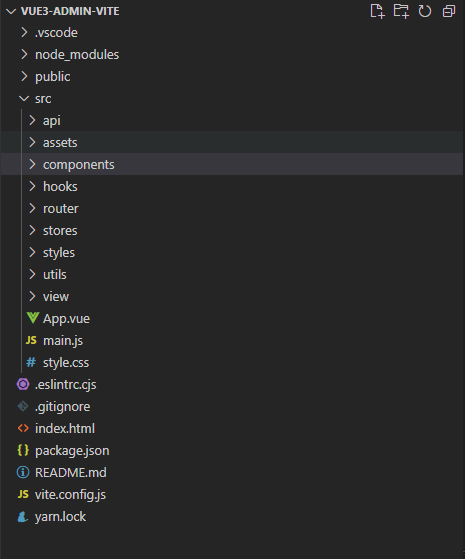 VUE3-ADMIN-VITE
.vscode
node_modules
public
src
api
assets
components
hooks
router
stores
styles
utils
view
App.vue
JS main.js
# style.css
.eslintrc.cjs
.gitignore
<> index.html
{} package.json
README.md
JS vite.config.js
yarn.lock